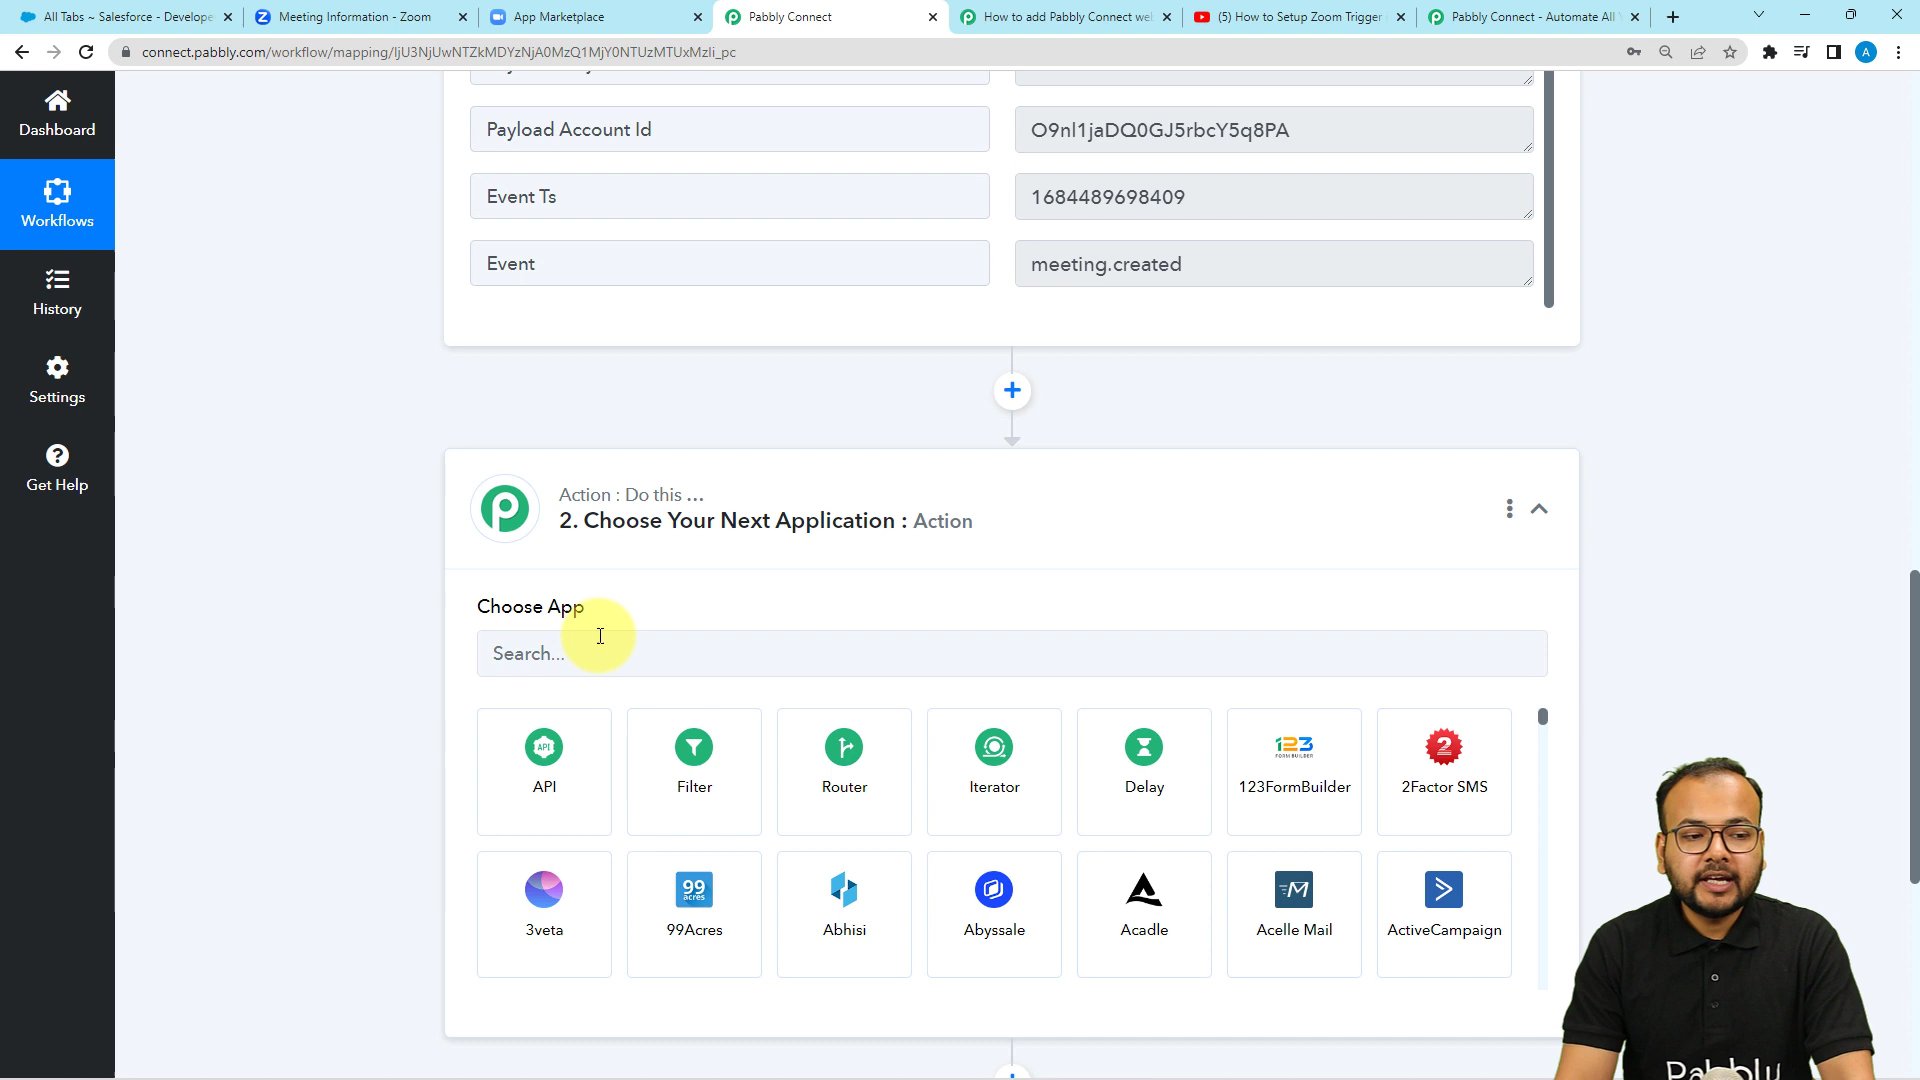 All Tabs ~ Salesforce - Develope
Meeting Information - Zoom
App Marketplace
Pabbly Connect
How to add Pabbly Connect we
(5) How to Setup Zoom Trigger
Pabbly Connect - Automate All
connect.pabbly.com/workflow/mapping/IjU3NjUwNTZkMDYzNjA0MzQ1MjY0NTUzMTUxMzIi_pc
A
Dashboard
Workflows
History
Settings
Get Help
Payload Account Id
O9nl1jaDQ0GJ5rbcY5q8PA
Event Ts
1684489698409
Event
meeting.created
Action : Do this ...
2. Choose Your Next Application : Action
Choose App
Search...
API
Filter
Router
Iterator
Delay
123FormBuilder
2Factor SMS
3veta
99Acres
Abhisi
Abyssale
Acadle
Acelle Mail
ActiveCampaign
Pabbly